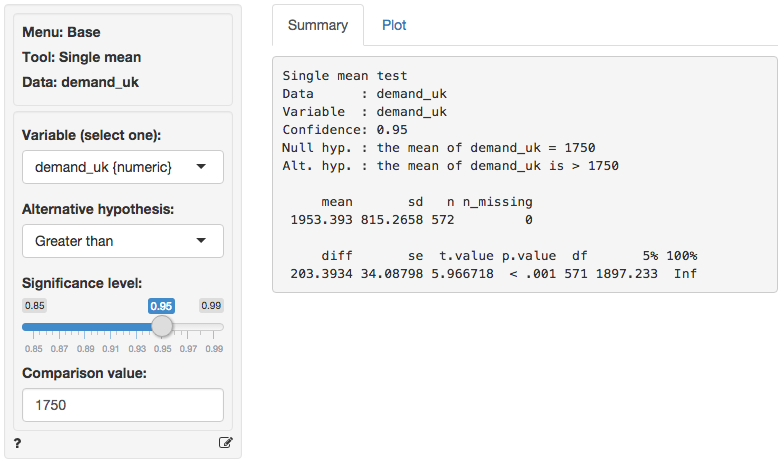 Menu: Base
Tool: Single mean
Data: demand_uk
Variable (select one):
demand_uk {numeric}
Alternative hypothesis:
Greater than
Significance level:
0.85 0.95 0.99
0.85 0.87 0.89 0.91 0.93 0.95 0.97 0.99
Comparison value:
1750
?
Summary Plot
Single mean test
Data      : demand_uk
Variable  : demand_uk
Confidence: 0.95
Null hyp. : the mean of demand_uk = 1750
Alt. hyp. : the mean of demand_uk is > 1750
     mean       sd   n n_missing
 1953.393 815.2658 572         0
     diff       se  t.value p.value  df       5% 100%
 203.3934 34.08798 5.966718  < .001 571 1897.233  Inf